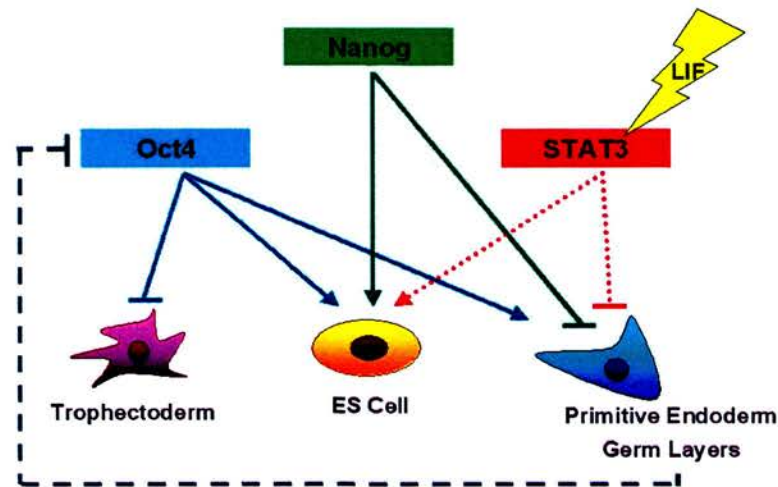 Nanog
LIF
Oct4
STAT3
Trophectoderm
ES Cell
Primitive Endoderm
Germ Layers